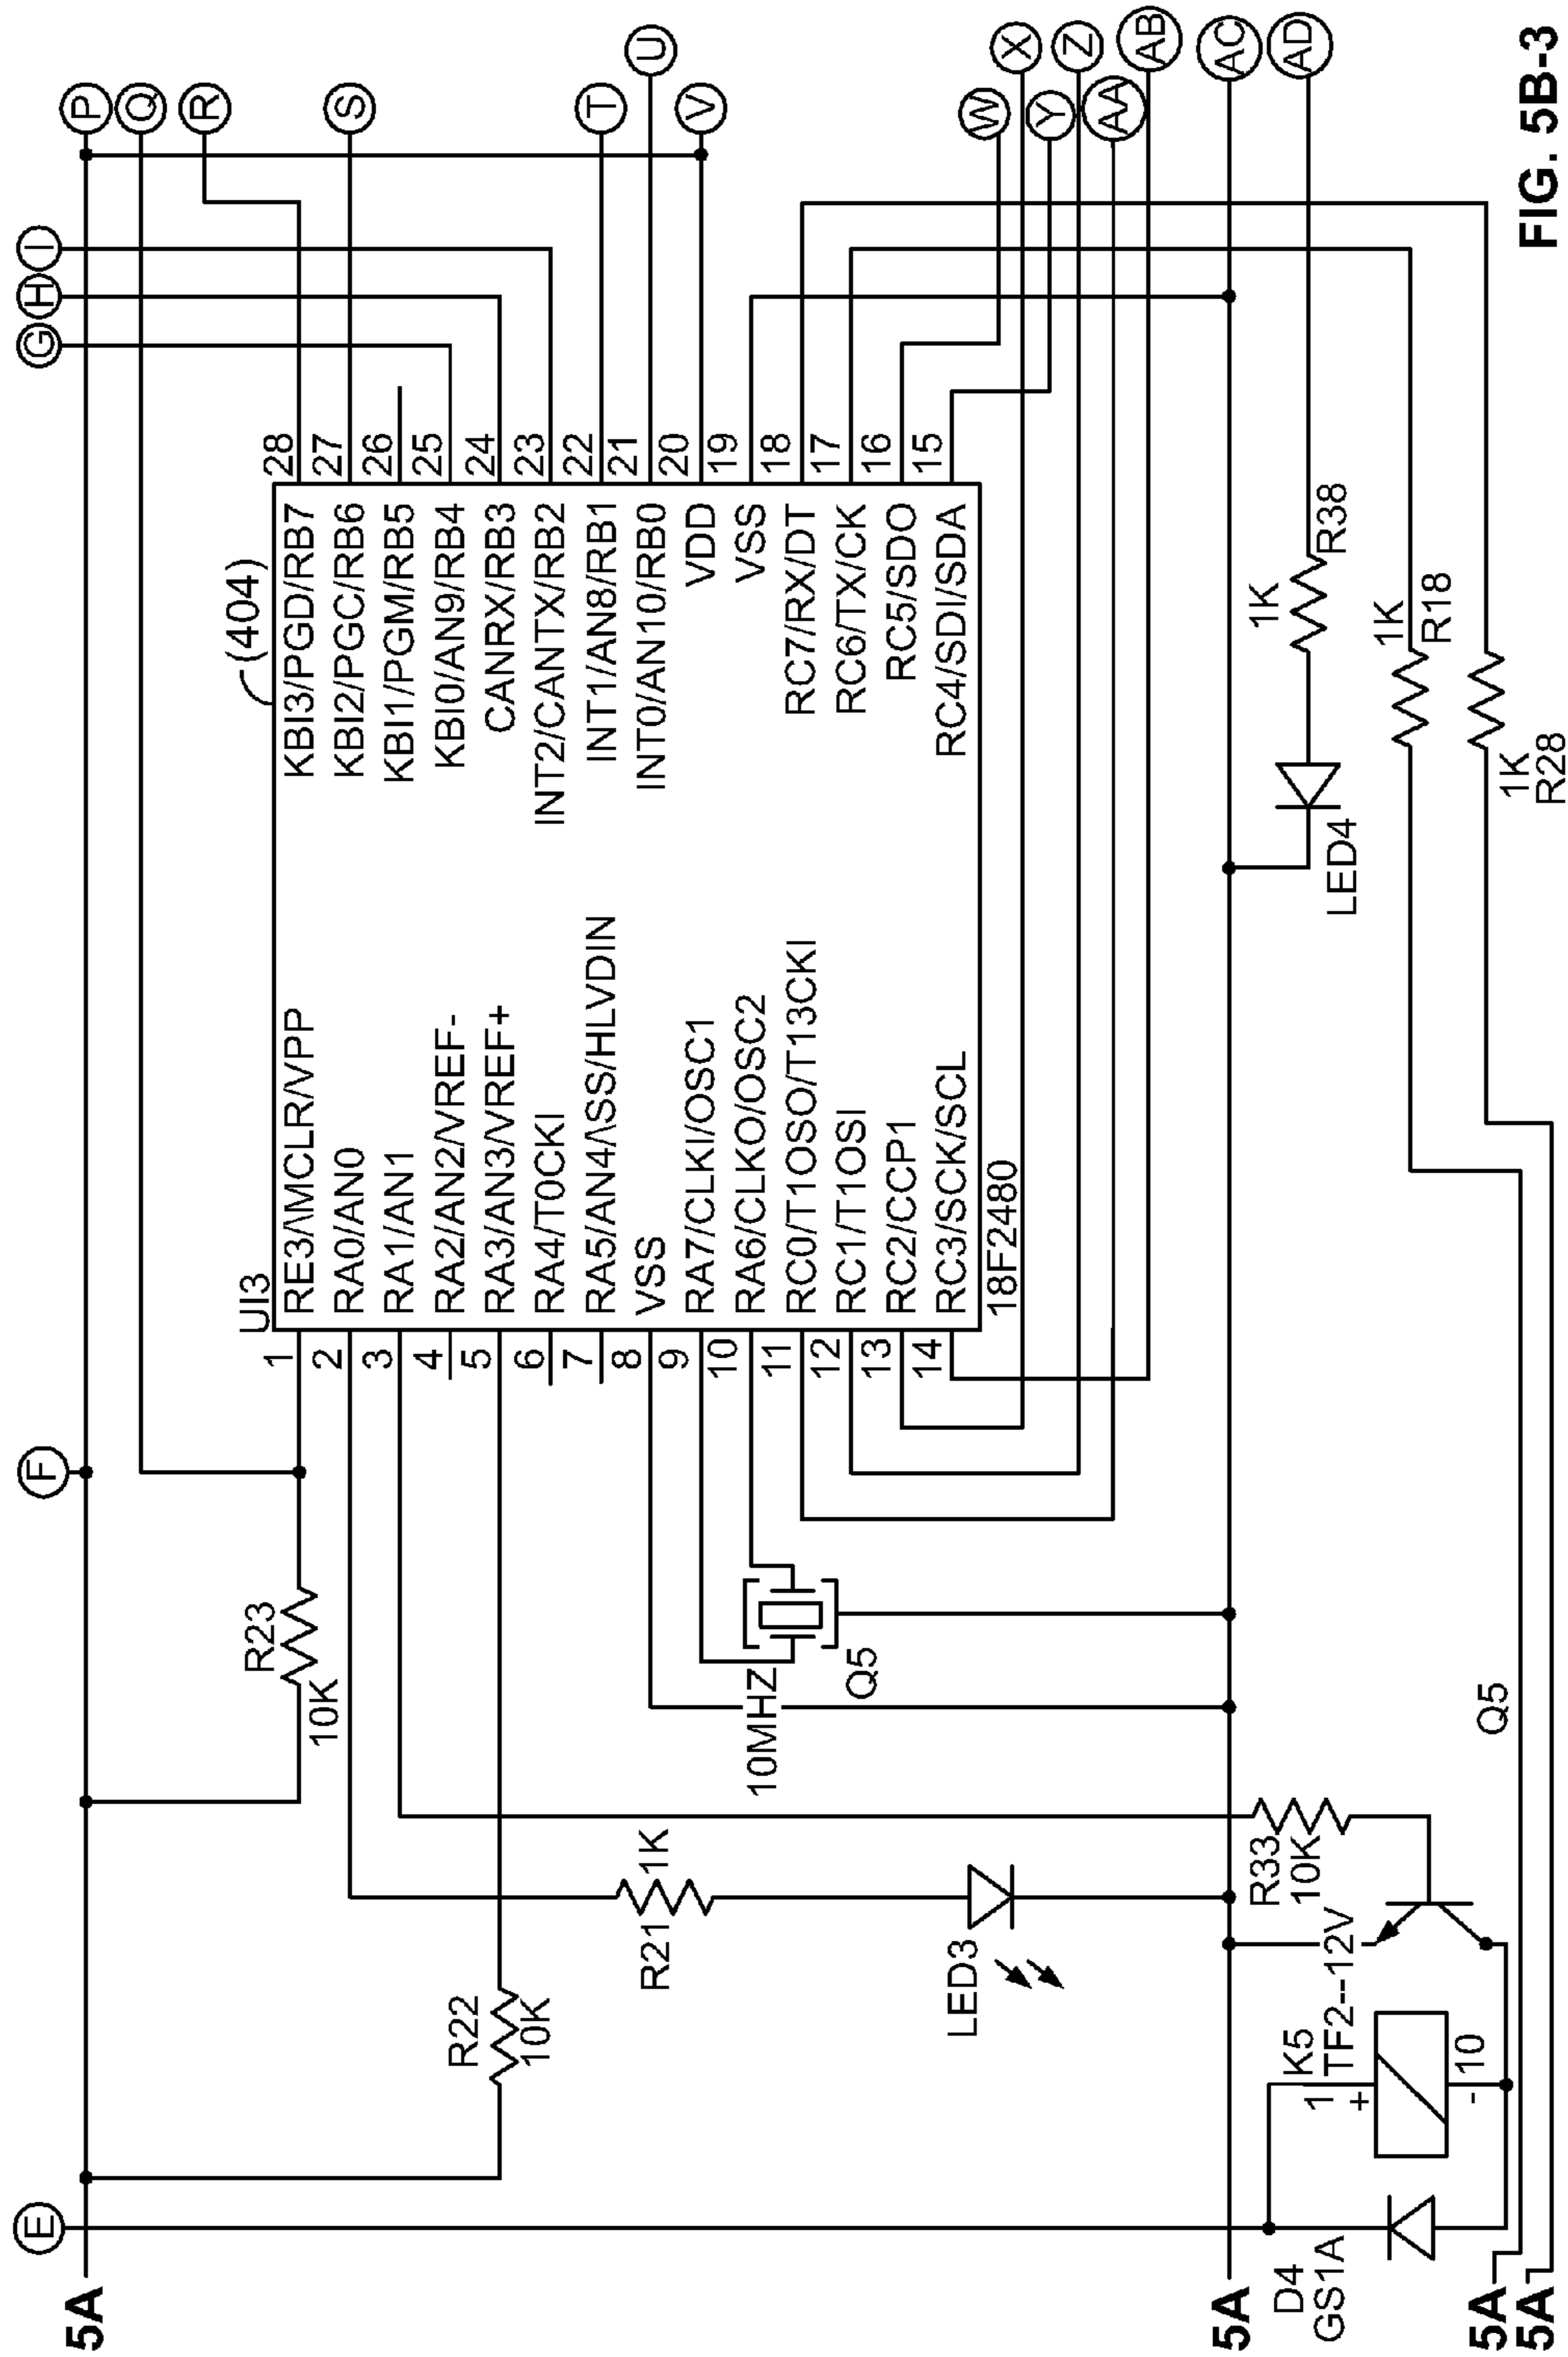 E
F
G
H
I
5A
P
Q
R
S
T
U
V
W
X
Y
Z
AA
AB
AC
AD
R23
10K
R22
10K
R21
1K
LED3
10MHZ
Q5
UI3
(404)
1
RE3/\MCLR/VPP
2
RA0/AN0
3
RA1/AN1
4
RA2/AN2/VREF-
5
RA3/AN3/VREF+
6
RA4/T0CKI
7
RA5/AN4/\SS/HLVDIN
8
VSS
9
RA7/CLKI/OSC1
10
RA6/CLKO/OSC2
11
RC0/T1OSO/T13CKI
12
RC1/T1OSI
13
RC2/CCP1
14
RC3/SCK/SCL
18F2480
KBI3/PGD/RB7
28
KBI2/PGC/RB6
27
KBI1/PGM/RB5
26
KBI0/AN9/RB4
25
CANRX/RB3
24
INT2/CANTX/RB2
23
INT1/AN8/RB1
22
INT0/AN10/RB0
21
VDD
20
VSS
19
RC7/RX/DT
18
RC6/TX/CK
17
RC5/SDO
16
RC4/SDI/SDA
15
5A
D4
GS1A
K5
1
TF2--12V
+
-
10
R33
10K
Q5
LED4
1K
R38
1K
R18
1K
R28
5A
5A
FIG. 5B-3